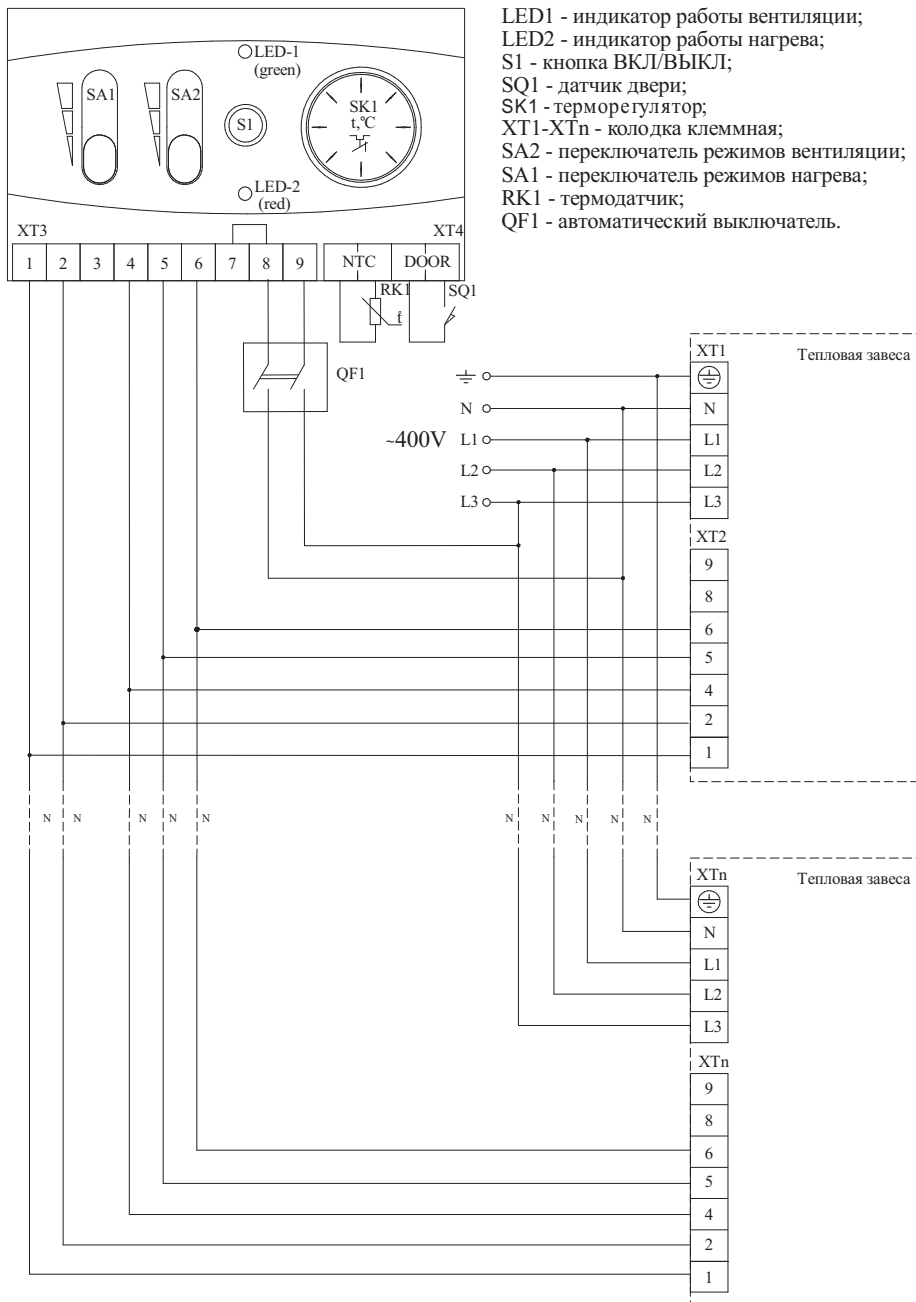 LED1 - индикатор работы вентиляции;
LED2 - индикатор работы нагрева;
S1 - кнопка ВКЛ/ВЫКЛ;
SQ1 - датчик двери;
SK1 - терморегулятор;
XT1-XTn - колодка клеммная;
SA2 - переключатель режимов вентиляции;
SA1 - переключатель режимов нагрева;
RK1 - термодатчик;
QF1 - автоматический выключатель.
LED-1
(green)
SA1
SA2
S1
SK1
t,°C
LED-2
(red)
XT3
XT4
1 2 3 4 5 6 7 8 9 NTC DOOR
RK1
SQ1
t
QF1
XT1
Тепловая завеса
N
N
~400V
L1
L1
L2
L2
L3
L3
XT2
9
8
6
5
4
2
1
N N N N N N N N N N
XTn
Тепловая завеса
N
L1
L2
L3
XTn
9
8
6
5
4
2
1